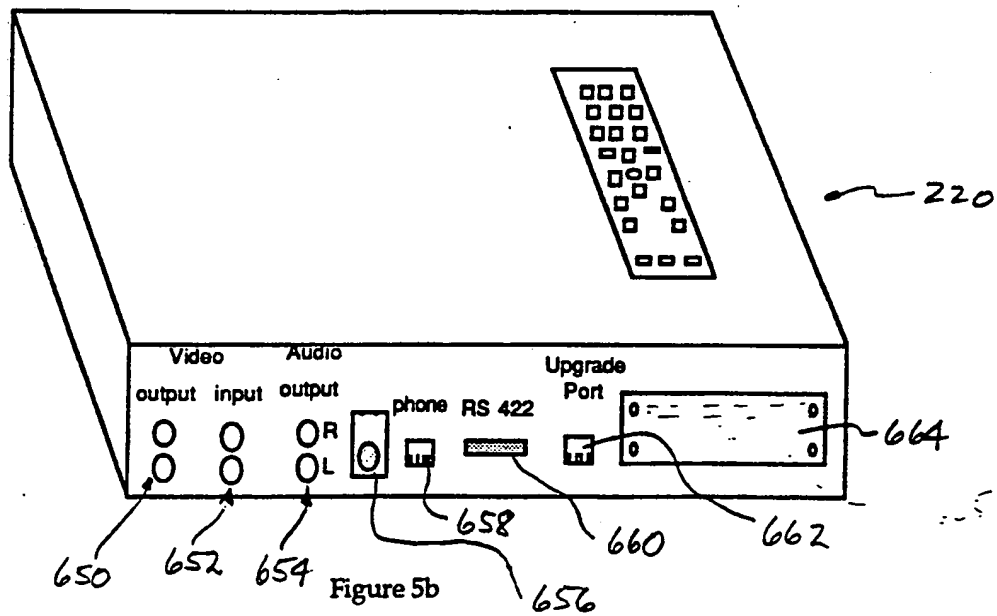 220
Video
Audio
output
input
output
phone
RS 422
Upgrade
Port
R
L
664
650
652
654
656
658
660
662
Figure 5b